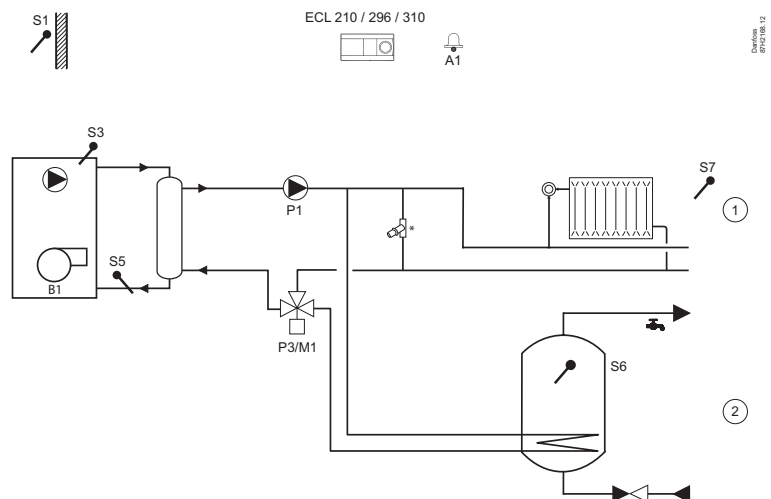 S1
ECL 210 / 296 / 310
A1
Danfoss
87H2168.12
S3
S7
P1
*
1
S5
B1
P3/M1
S6
2